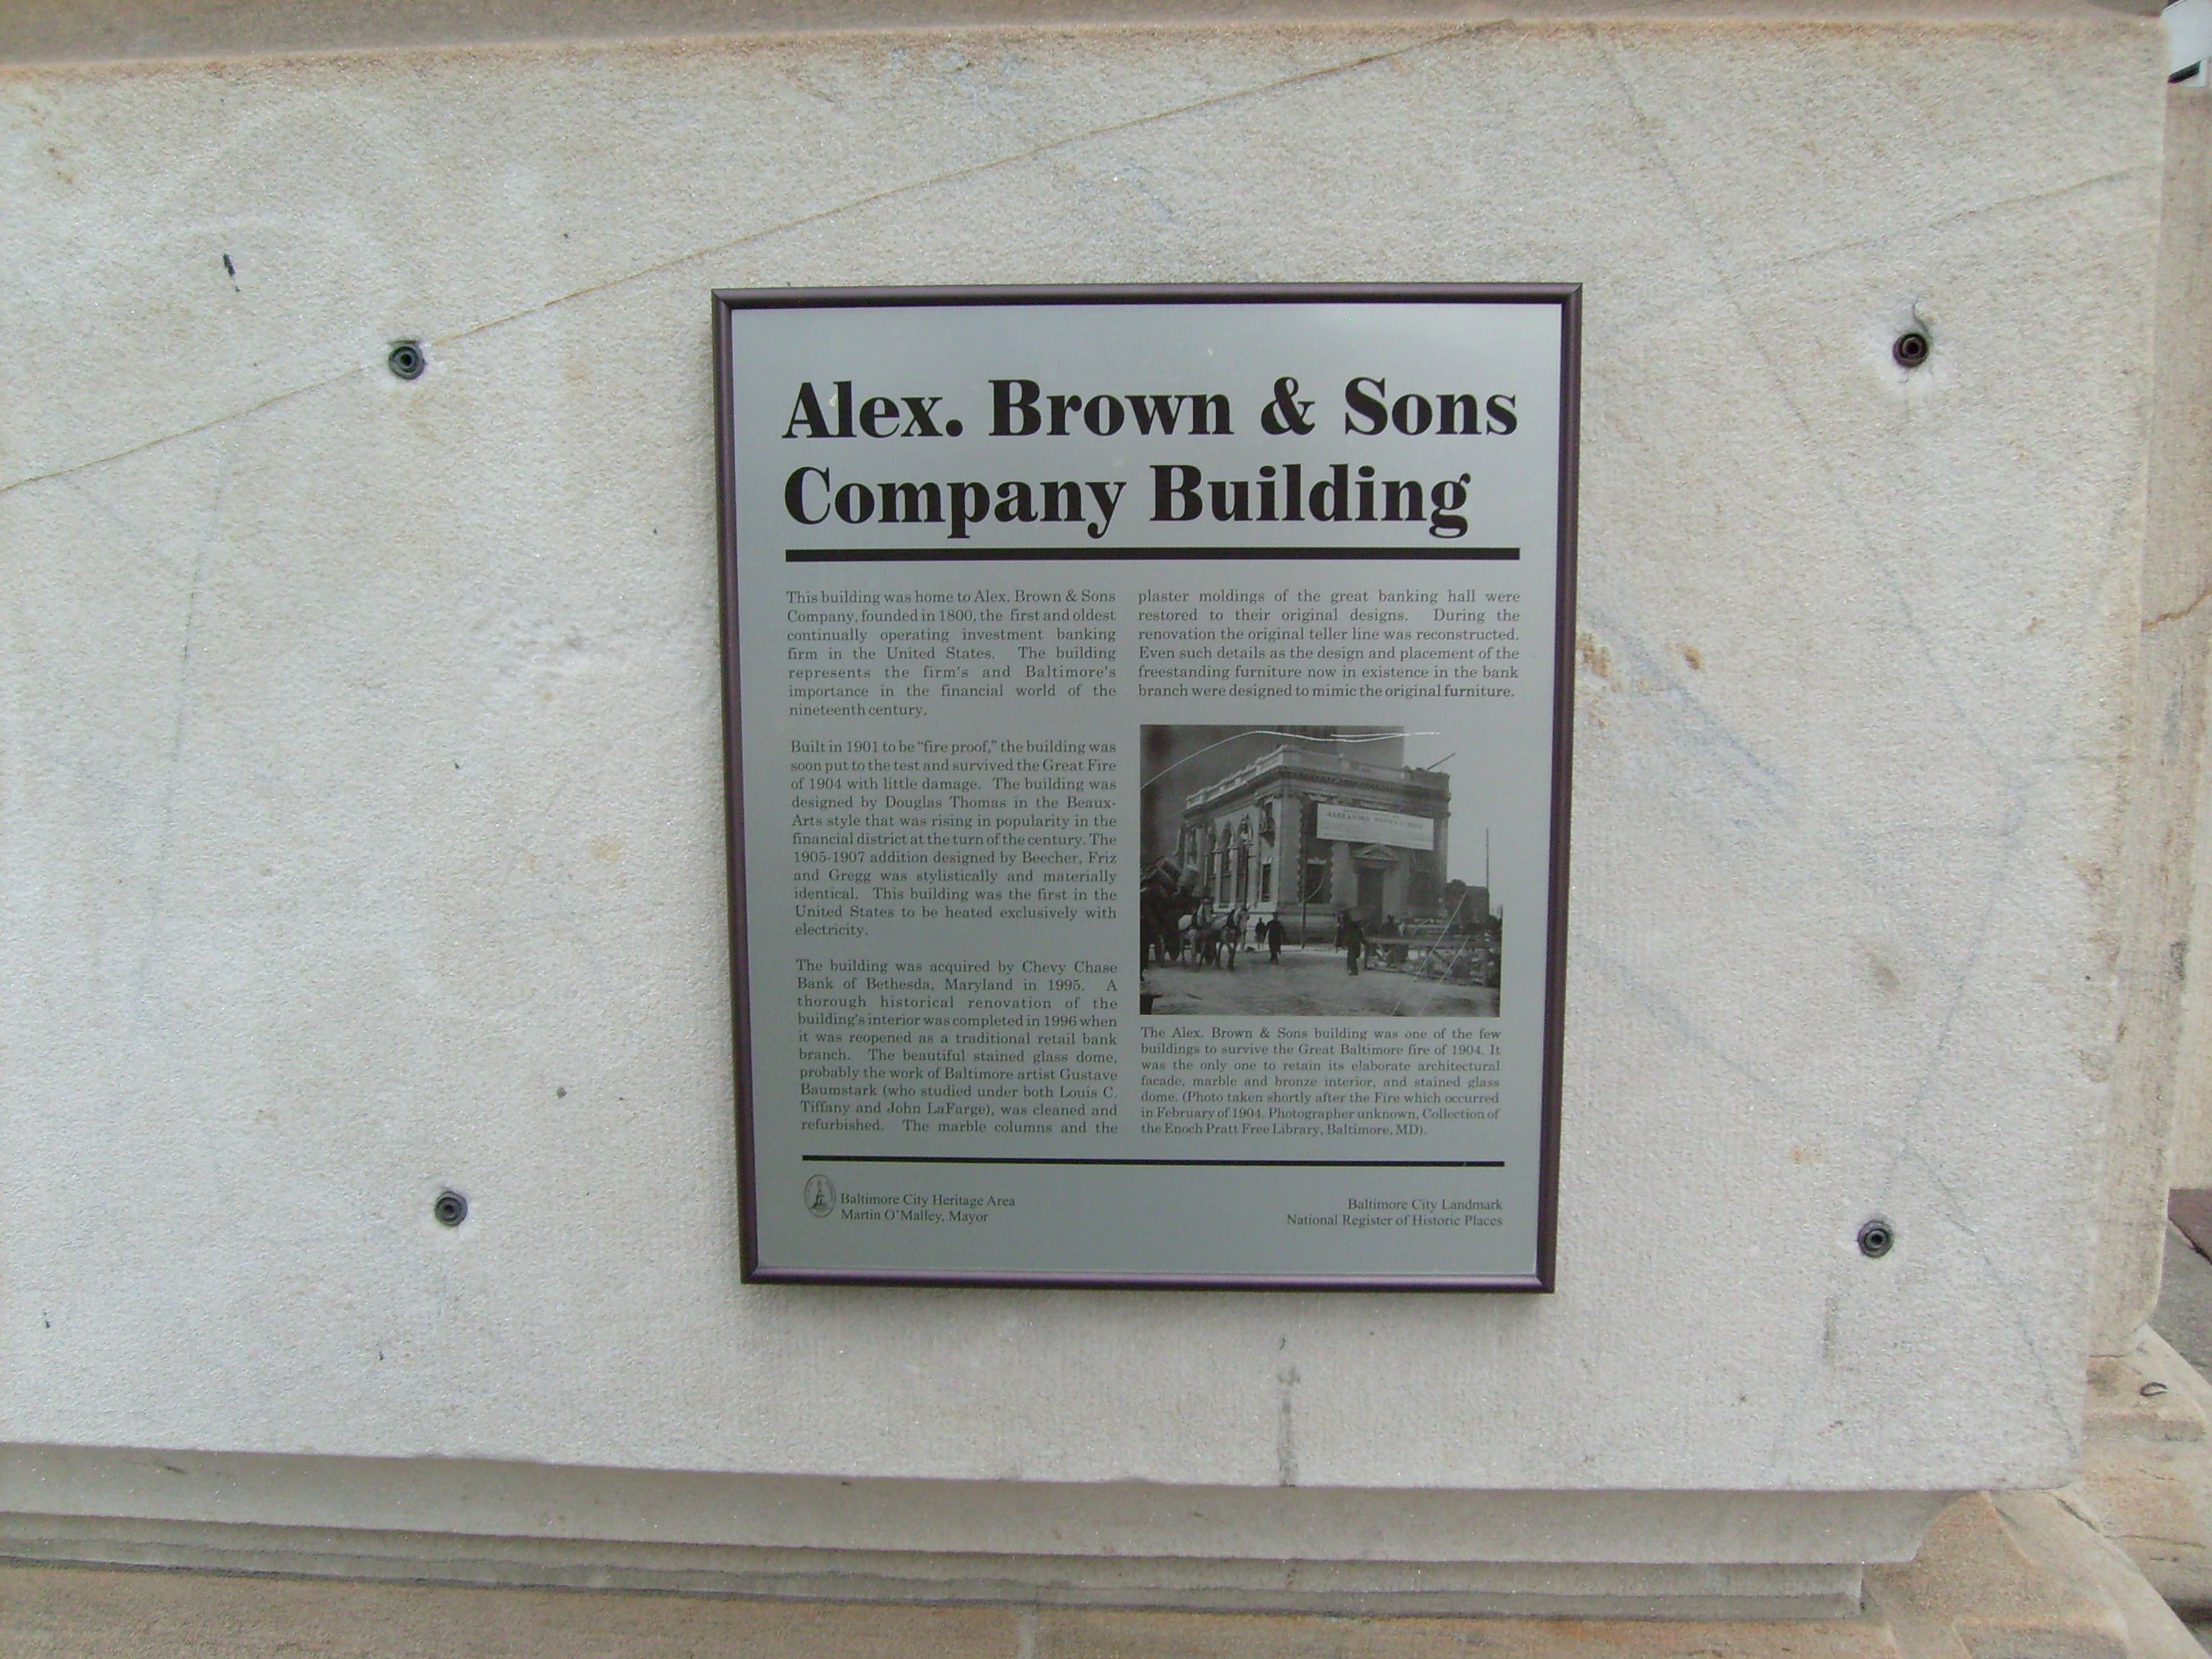 Alex. Brown & Sons
Company Building
This building was home to Alex. Brown & Sons
Company, founded in 1800, the first and oldest
continually operating investment banking
firm in the United States. The building
represents the firm's and Baltimore's
importance in the financial world of the
nineteenth century.
Built in 1901 to be “fire proof,” the building was
soon put to the test and survived the Great Fire
of 1904 with little damage. The building was
designed by Douglas Thomas in the Beaux-
Arts style that was rising in popularity in the
financial district at the turn of the century. The
1905-1907 addition designed by Beecher, Friz
and Gregg was stylistically and materially
identical. This building was the first in the
United States to be heated exclusively with
electricity.
The building was acquired by Chevy Chase
Bank of Bethesda, Maryland in 1995. A
thorough historical renovation of the
building's interior was completed in 1996 when
it was reopened as a traditional retail bank
branch. The beautiful stained glass dome,
probably the work of Baltimore artist Gustave
Baumstark (who studied under both Louis C.
Tiffany and John LaFarge), was cleaned and
refurbished. The marble columns and the
plaster moldings of the great banking hall were
restored to their original designs. During the
renovation the original teller line was reconstructed.
Even such details as the design and placement of the
freestanding furniture now in existence in the bank
branch were designed to mimic the original furniture.
The Alex. Brown & Sons building was one of the few
buildings to survive the Great Baltimore fire of 1904. It
was the only one to retain its elaborate architectural
facade, marble and bronze interior, and stained glass
dome. (Photo taken shortly after the Fire which occurred
in February of 1904. Photographer unknown, Collection of
the Enoch Pratt Free Library, Baltimore, MD).
Baltimore City Heritage Area
Martin O'Malley, Mayor
Baltimore City Landmark
National Register of Historic Places